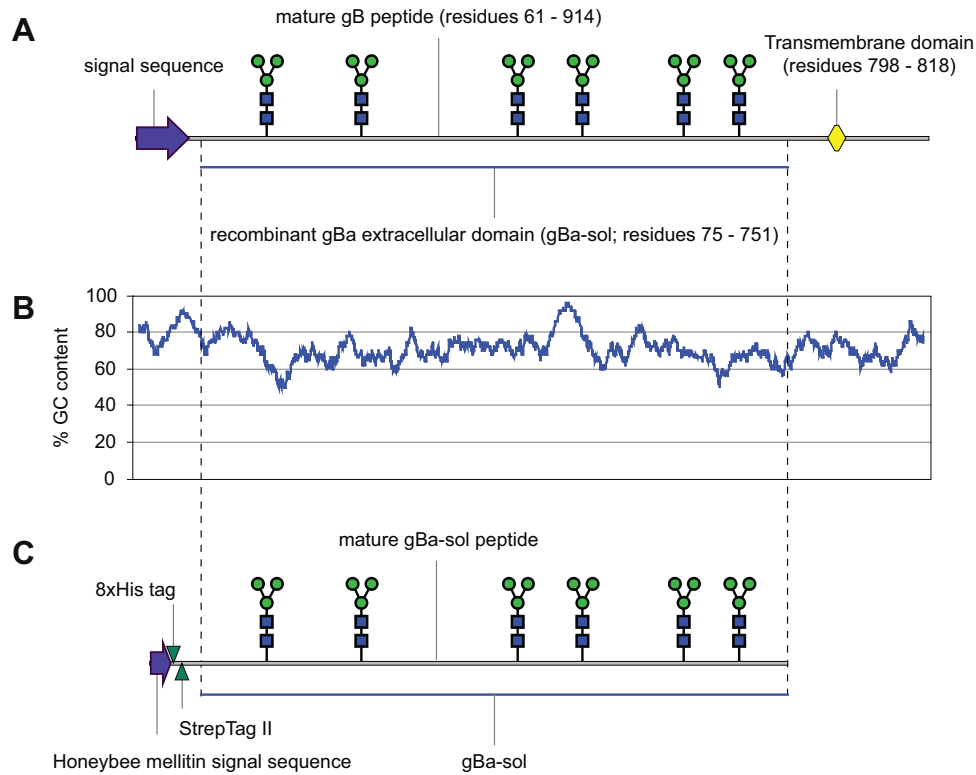 A
mature gB peptide (residues 61 - 914)
signal sequence
Transmembrane domain
(residues 798 - 818)
recombinant gBa extracellular domain (gBa-sol; residues 75 - 751)
B
% GC content
100
80
60
40
20
0
C
mature gBa-sol peptide
8xHis tag
StrepTag II
Honeybee mellitin signal sequence
gBa-sol